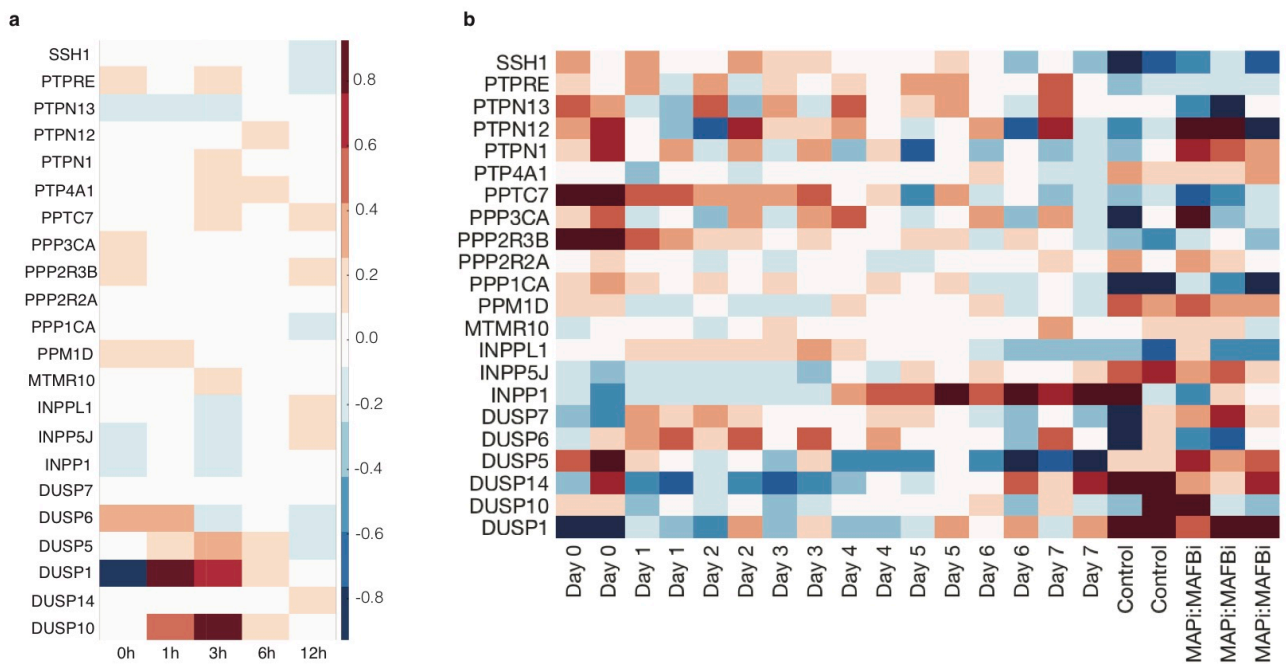 a
SSH1
PTPRE
PTPN13
PTPN12
PTPN1
PTP4A1
PPTC7
PPP3CA
PPP2R3B
PPP2R2A
PPP1CA
PPM1D
MTMR10
INPPL1
INPP5J
INPP1
DUSP7
DUSP6
DUSP5
DUSP1
DUSP14
DUSP10
0h 1h 3h 6h 12h
0.8
0.6
0.4
0.2
0.0
-0.2
-0.4
-0.6
-0.8
b
SSH1
PTPRE
PTPN13
PTPN12
PTPN1
PTP4A1
PPTC7
PPP3CA
PPP2R3B
PPP2R2A
PPP1CA
PPM1D
MTMR10
INPPL1
INPP5J
INPP1
DUSP7
DUSP6
DUSP5
DUSP14
DUSP10
DUSP1
Day 0
Day 0
Day 1
Day 1
Day 2
Day 2
Day 3
Day 3
Day 4
Day 4
Day 5
Day 5
Day 6
Day 6
Day 7
Day 7
Control
Control
MAPi:MAFBi
MAPi:MAFBi
MAPi:MAFBi